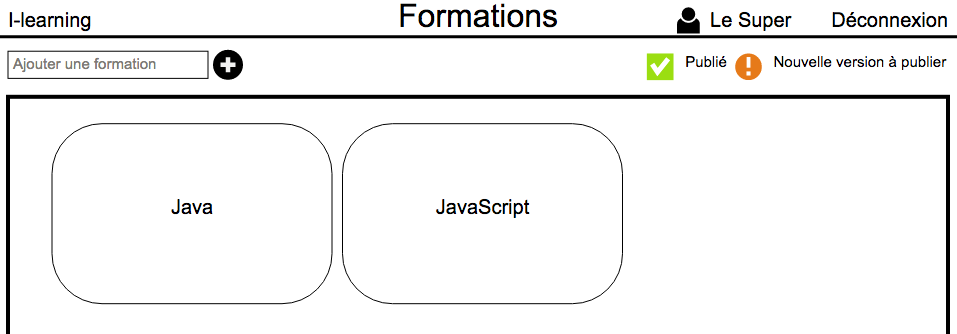 I-learning Formations Le Super Déconnexion
Ajouter une formation Publié Nouvelle version à publier
Java JavaScript